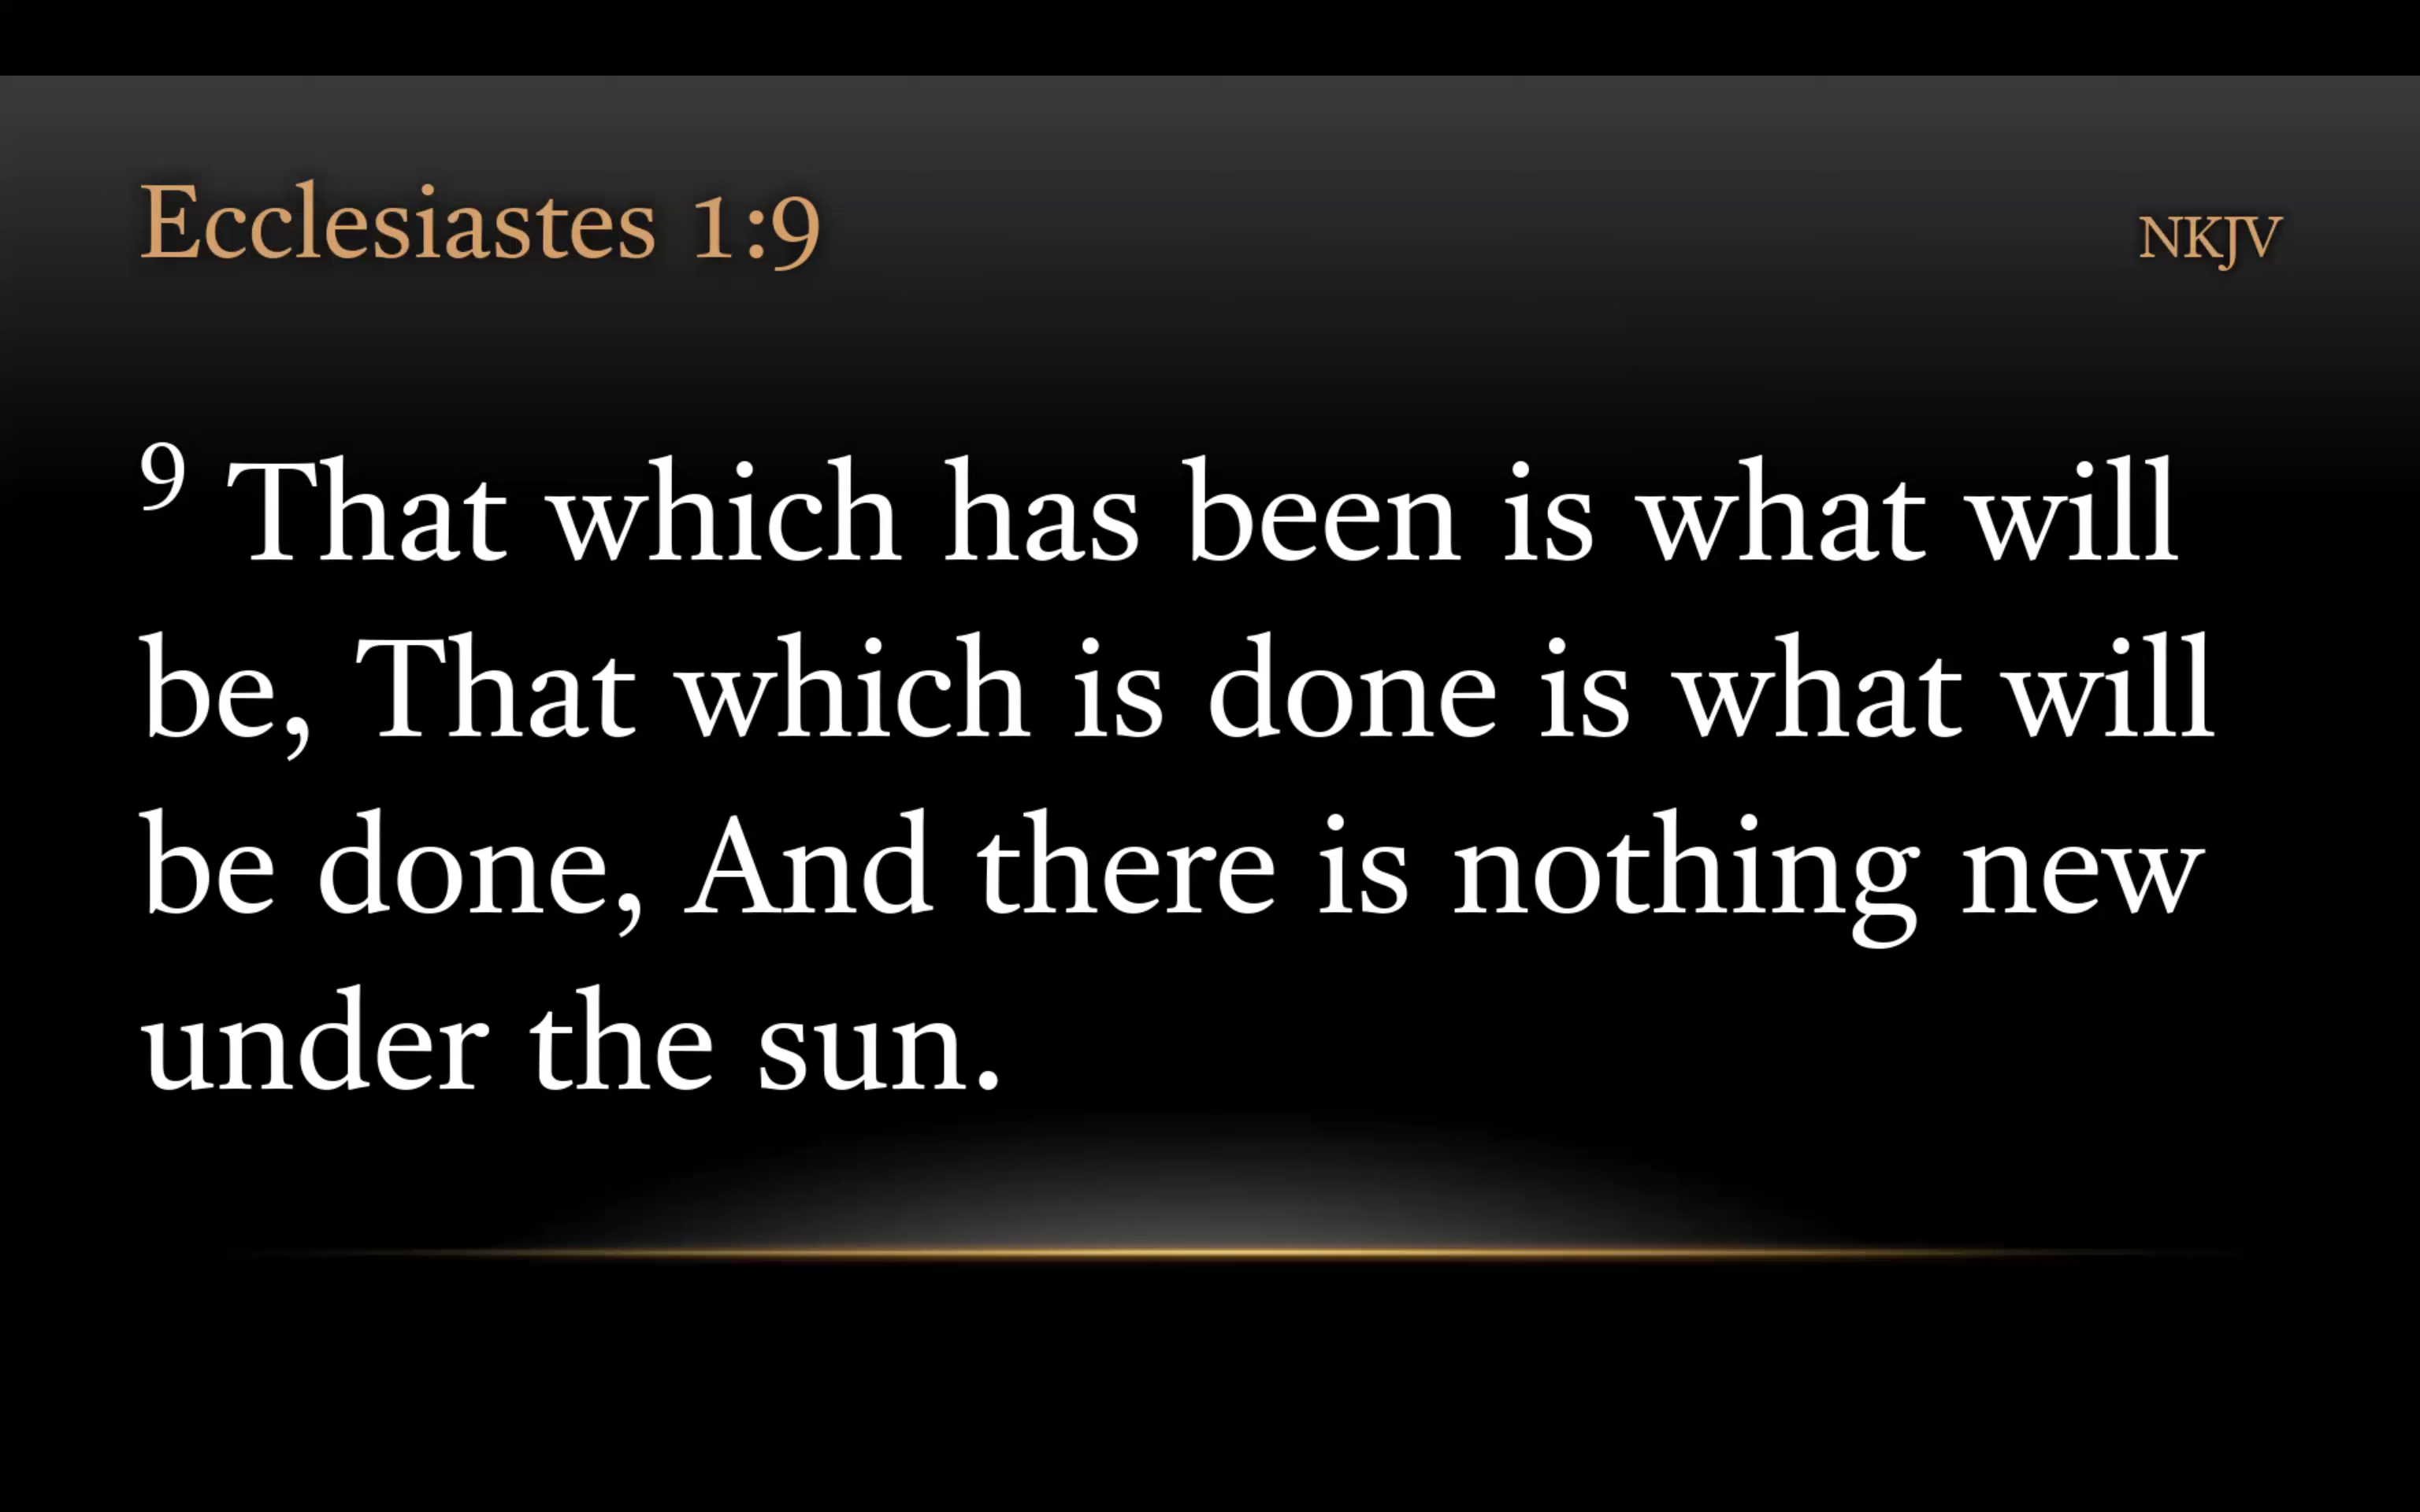 Ecclesiastes 1:9
NKJV
9 That which has been is what will
be, That which is done is what will
be done, And there is nothing new
under the sun.